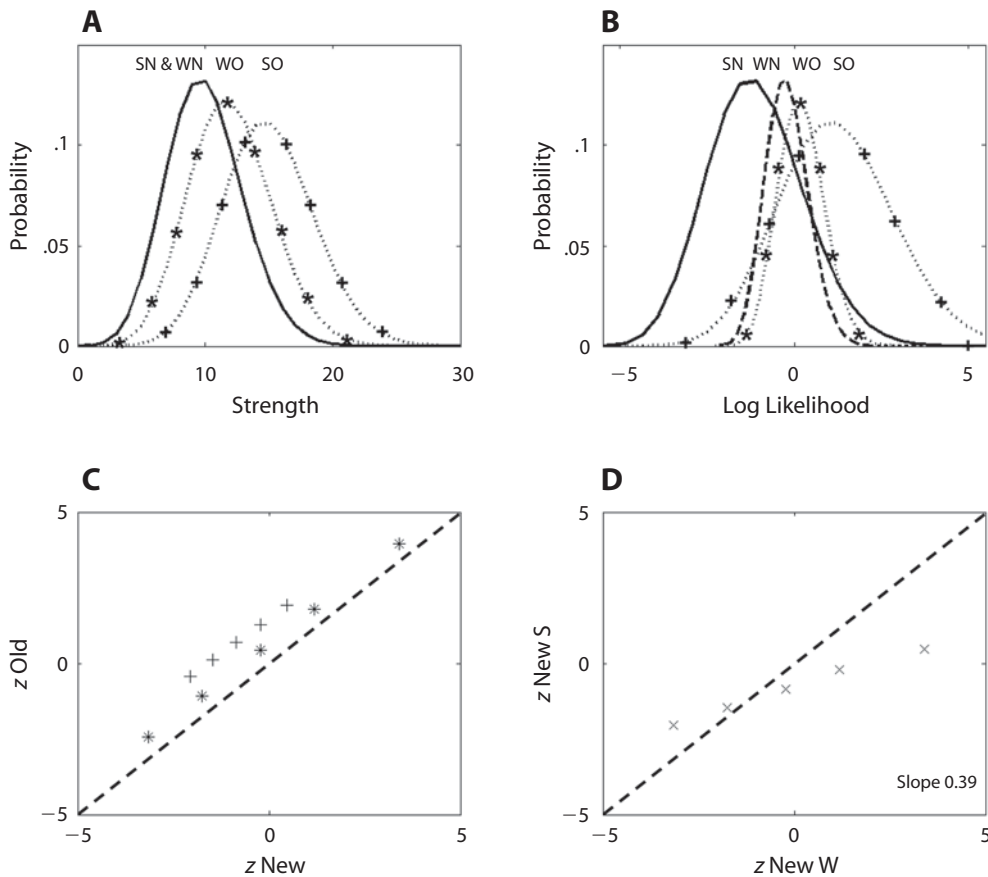 A
SN & WN WO SO
.1
.05
0
0 10 20 30
Probability
Strength
B
SN WN WO SO
.1
.05
0
−5 0 5
Probability
Log Likelihood
C
5
0
−5
−5 0 5
z Old
z New
D
5
0
−5
−5 0 5
z New S
Slope 0.39
z New W